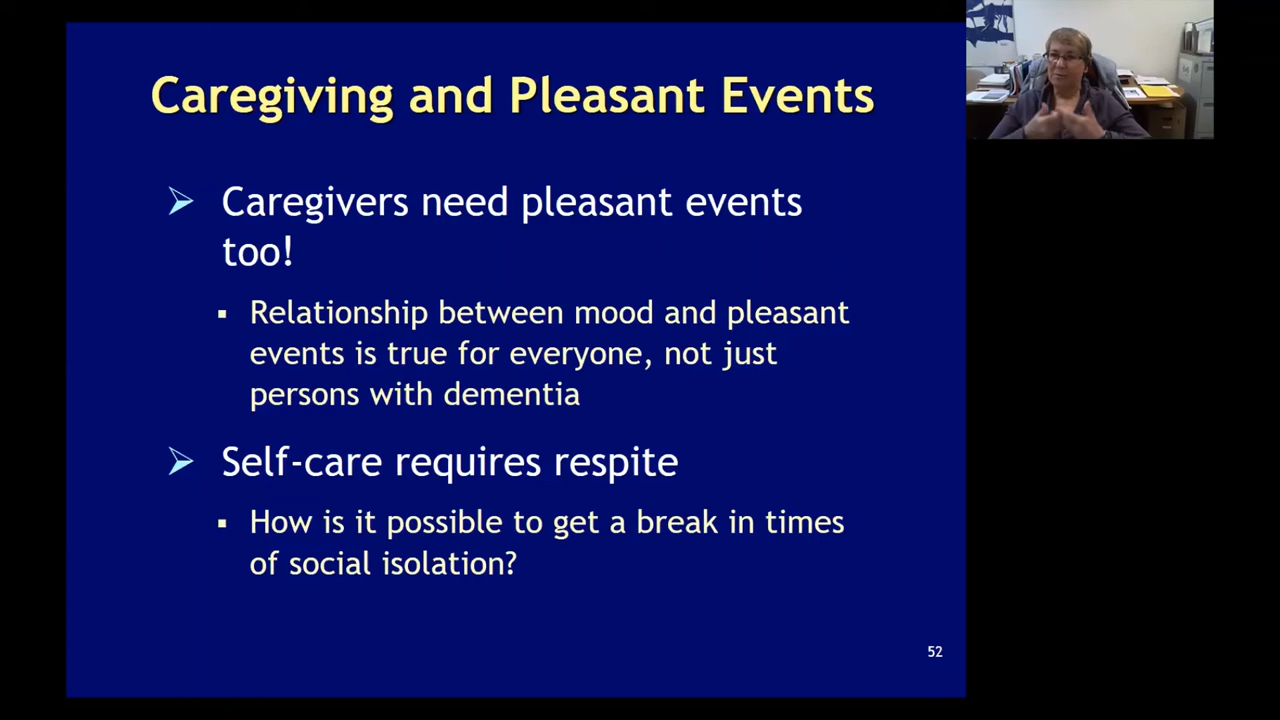 Caregiving and Pleasant Events
Caregivers need pleasant events
too!
Relationship between mood and pleasant
events is true for everyone, not just
persons with dementia
Self-care requires respite
How is it possible to get a break in times
of social isolation?
52